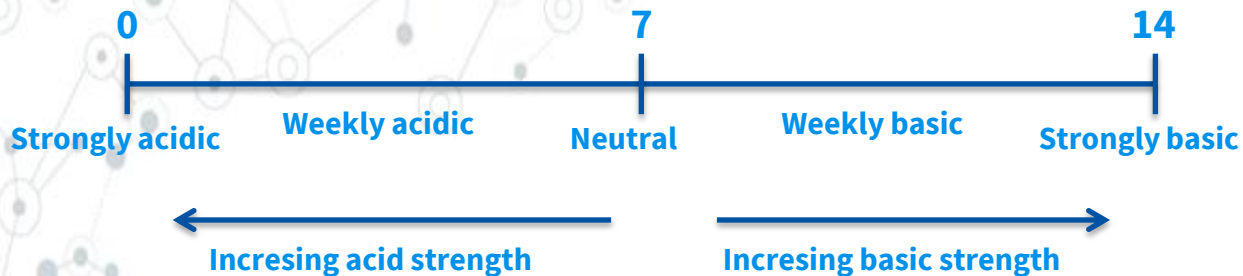 0 7 14
Strongly acidic Weekly acidic Neutral Weekly basic Strongly basic
Incresing acid strength Incresing basic strength